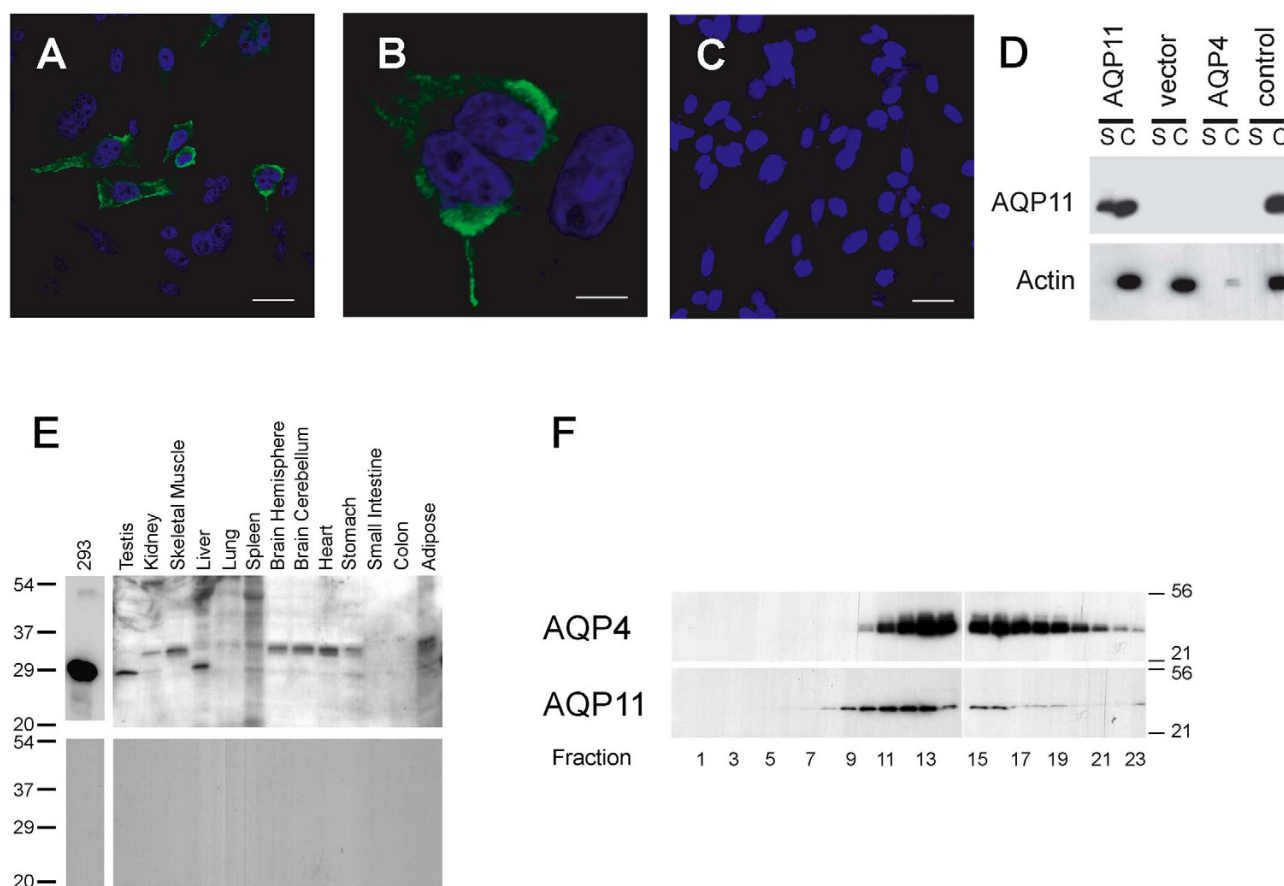 A
B
C
D
AQP11
vector
AQP4
control
S C S C S C S C
AQP11
Actin
E
293
Testis
Kidney
Skeletal Muscle
Liver
Lung
Spleen
Brain Hemisphere
Brain Cerebellum
Heart
Stomach
Small Intestine
Colon
Adipose
54
37
29
20
54
37
29
20
F
AQP4
56
21
AQP11
56
21
Fraction 1 3 5 7 9 11 13 15 17 19 21 23